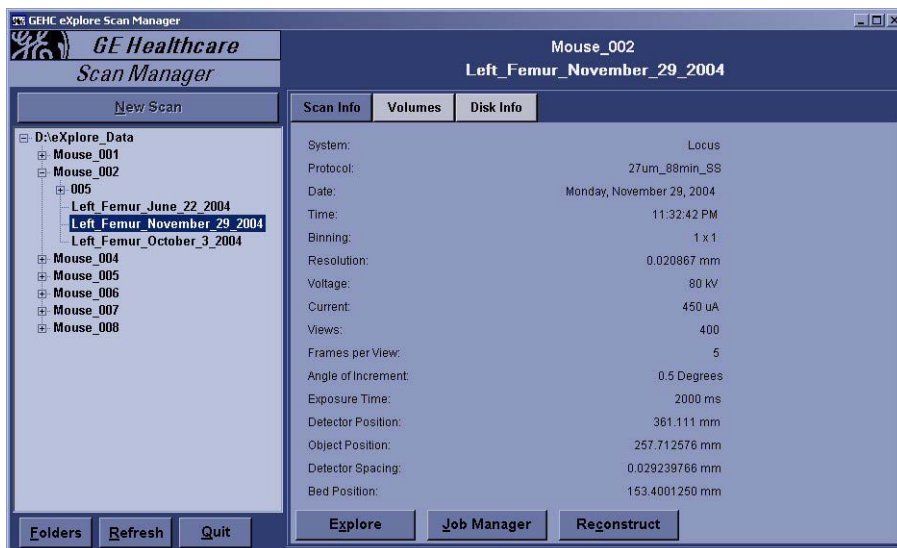 GEHC eXplore Scan Manager
GE Healthcare
Scan Manager
New Scan
D:\eXplore_Data
Mouse_001
Mouse_002
005
Left_Femur_June_22_2004
Left_Femur_November_29_2004
Left_Femur_October_3_2004
Mouse_004
Mouse_005
Mouse_006
Mouse_007
Mouse_008
Folders Refresh Quit
Mouse_002
Left_Femur_November_29_2004
Scan Info Volumes Disk Info
System: Locus
Protocol: 27um_88min_SS
Date: Monday, November 29, 2004
Time: 11:32:42 PM
Binning: 1 x 1
Resolution: 0.020867 mm
Voltage: 80 kV
Current: 450 uA
Views: 400
Frames per View: 5
Angle of Increment: 0.5 Degrees
Exposure Time: 2000 ms
Detector Position: 361.111 mm
Object Position: 257.712576 mm
Detector Spacing: 0.029239766 mm
Bed Position: 153.4001250 mm
Explore Job Manager Reconstruct